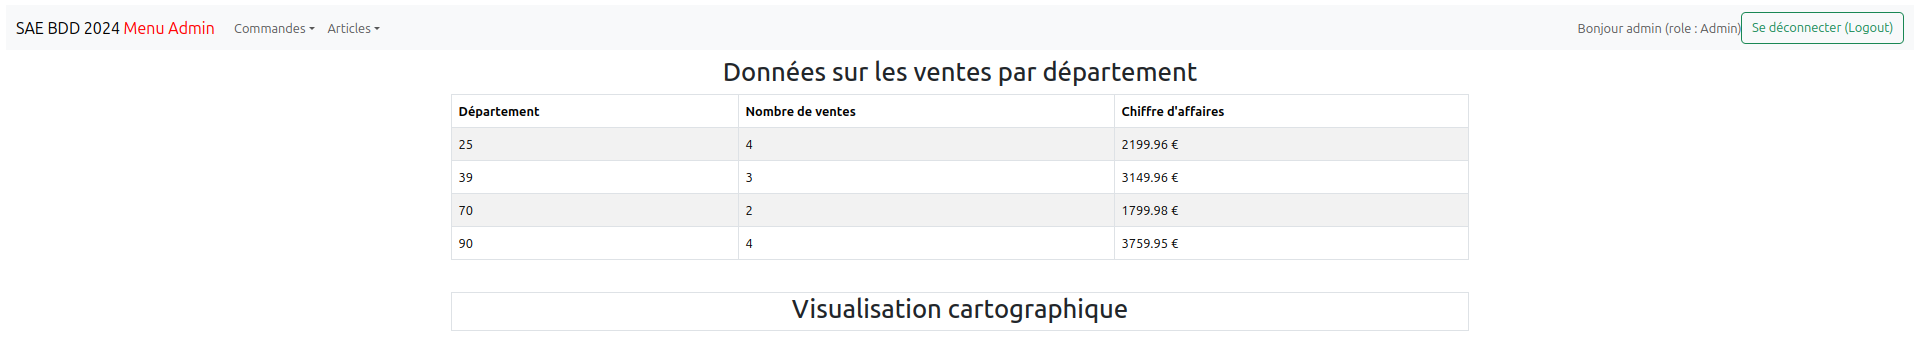 SAE BDD 2024 Menu Admin Commandes Articles Bonjour admin (role : Admin) Se déconnecter (Logout)
Données sur les ventes par département
Département Nombre de ventes Chiffre d'affaires
25 4 2199.96 €
39 3 3149.96 €
70 2 1799.98 €
90 4 3759.95 €
Visualisation cartographique